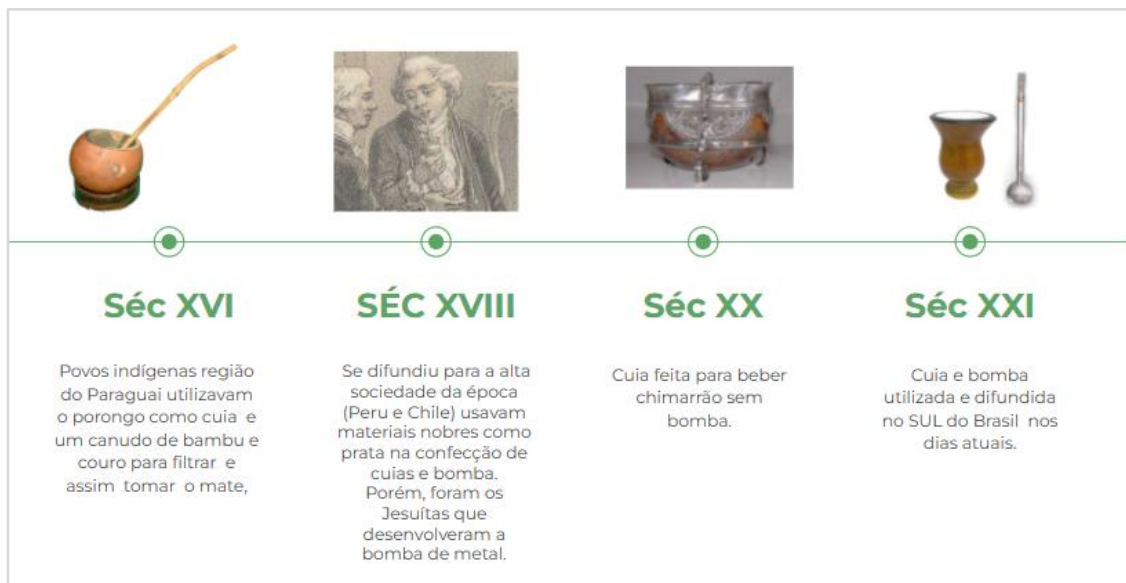 Séc XVI
Povos indígenas região
do Paraguai utilizavam
o porongo como cuia e
um canudo de bambu e
couro para filtrar e
assim tomar o mate,
SÉC XVIII
Se difundiu para a alta
sociedade da época
(Peru e Chile) usavam
materiais nobres como
prata na confecção de
cuias e bomba.
Porém, foram os
Jesuítas que
desenvolveram a
bomba de metal.
Séc XX
Cuia feita para beber
chimarrão sem
bomba.
Séc XXI
Cuia e bomba
utilizada e difundida
no SUL do Brasil nos
dias atuais.